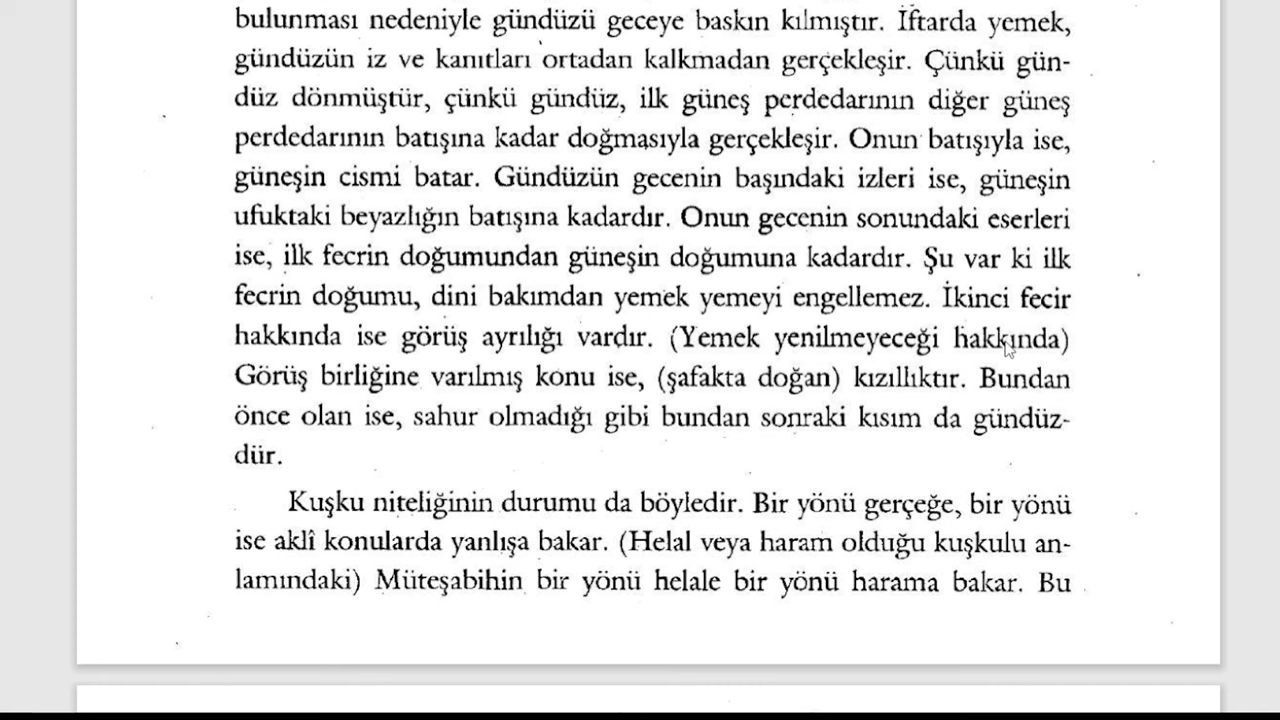 bulunması nedeniyle gündüzü geceye baskın kılmıştır. İftarda yemek,
gündüzün iz ve kanıtları ortadan kalkmadan gerçekleşir. Çünkü gün-
düz dönmüştür, çünkü gündüz, ilk güneş perdedarının diğer güneş
perdedarının batışına kadar doğmasıyla gerçekleşir. Onun batışıyla ise,
güneşin cismi batar. Gündüzün gecenin başındaki izleri ise, güneşin
ufuktaki beyazlığın batışına kadardır. Onun gecenin sonundaki eserleri
ise, ilk fecrin doğumundan güneşin doğumuna kadardır. Şu var ki ilk
fecrin doğumu, dini bakımdan yemek yemeyi engellemez. İkinci fecir
hakkında ise görüş ayrılığı vardır. (Yemek yenilmeyeceği hakkında)
Görüş birliğine varılmış konu ise, (şafakta doğan) kızıllıktır. Bundan
önce olan ise, sahur olmadığı gibi bundan sonraki kısım da gündüz-
dür.
Kuşku niteliğinin durumu da böyledir. Bir yönü gerçeğe, bir yönü
ise aklî konularda yanlışa bakar. (Helal veya haram olduğu kuşkulu an-
lamındaki) Müteşabihin bir yönü helale bir yönü harama bakar. Bu